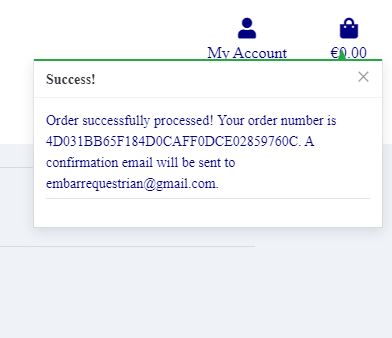 My Account €0.00
Success!
Order successfully processed! Your order number is
4D031BB65F184D0CAFF0DCE02859760C. A
confirmation email will be sent to
embarrequestrian@gmail.com.